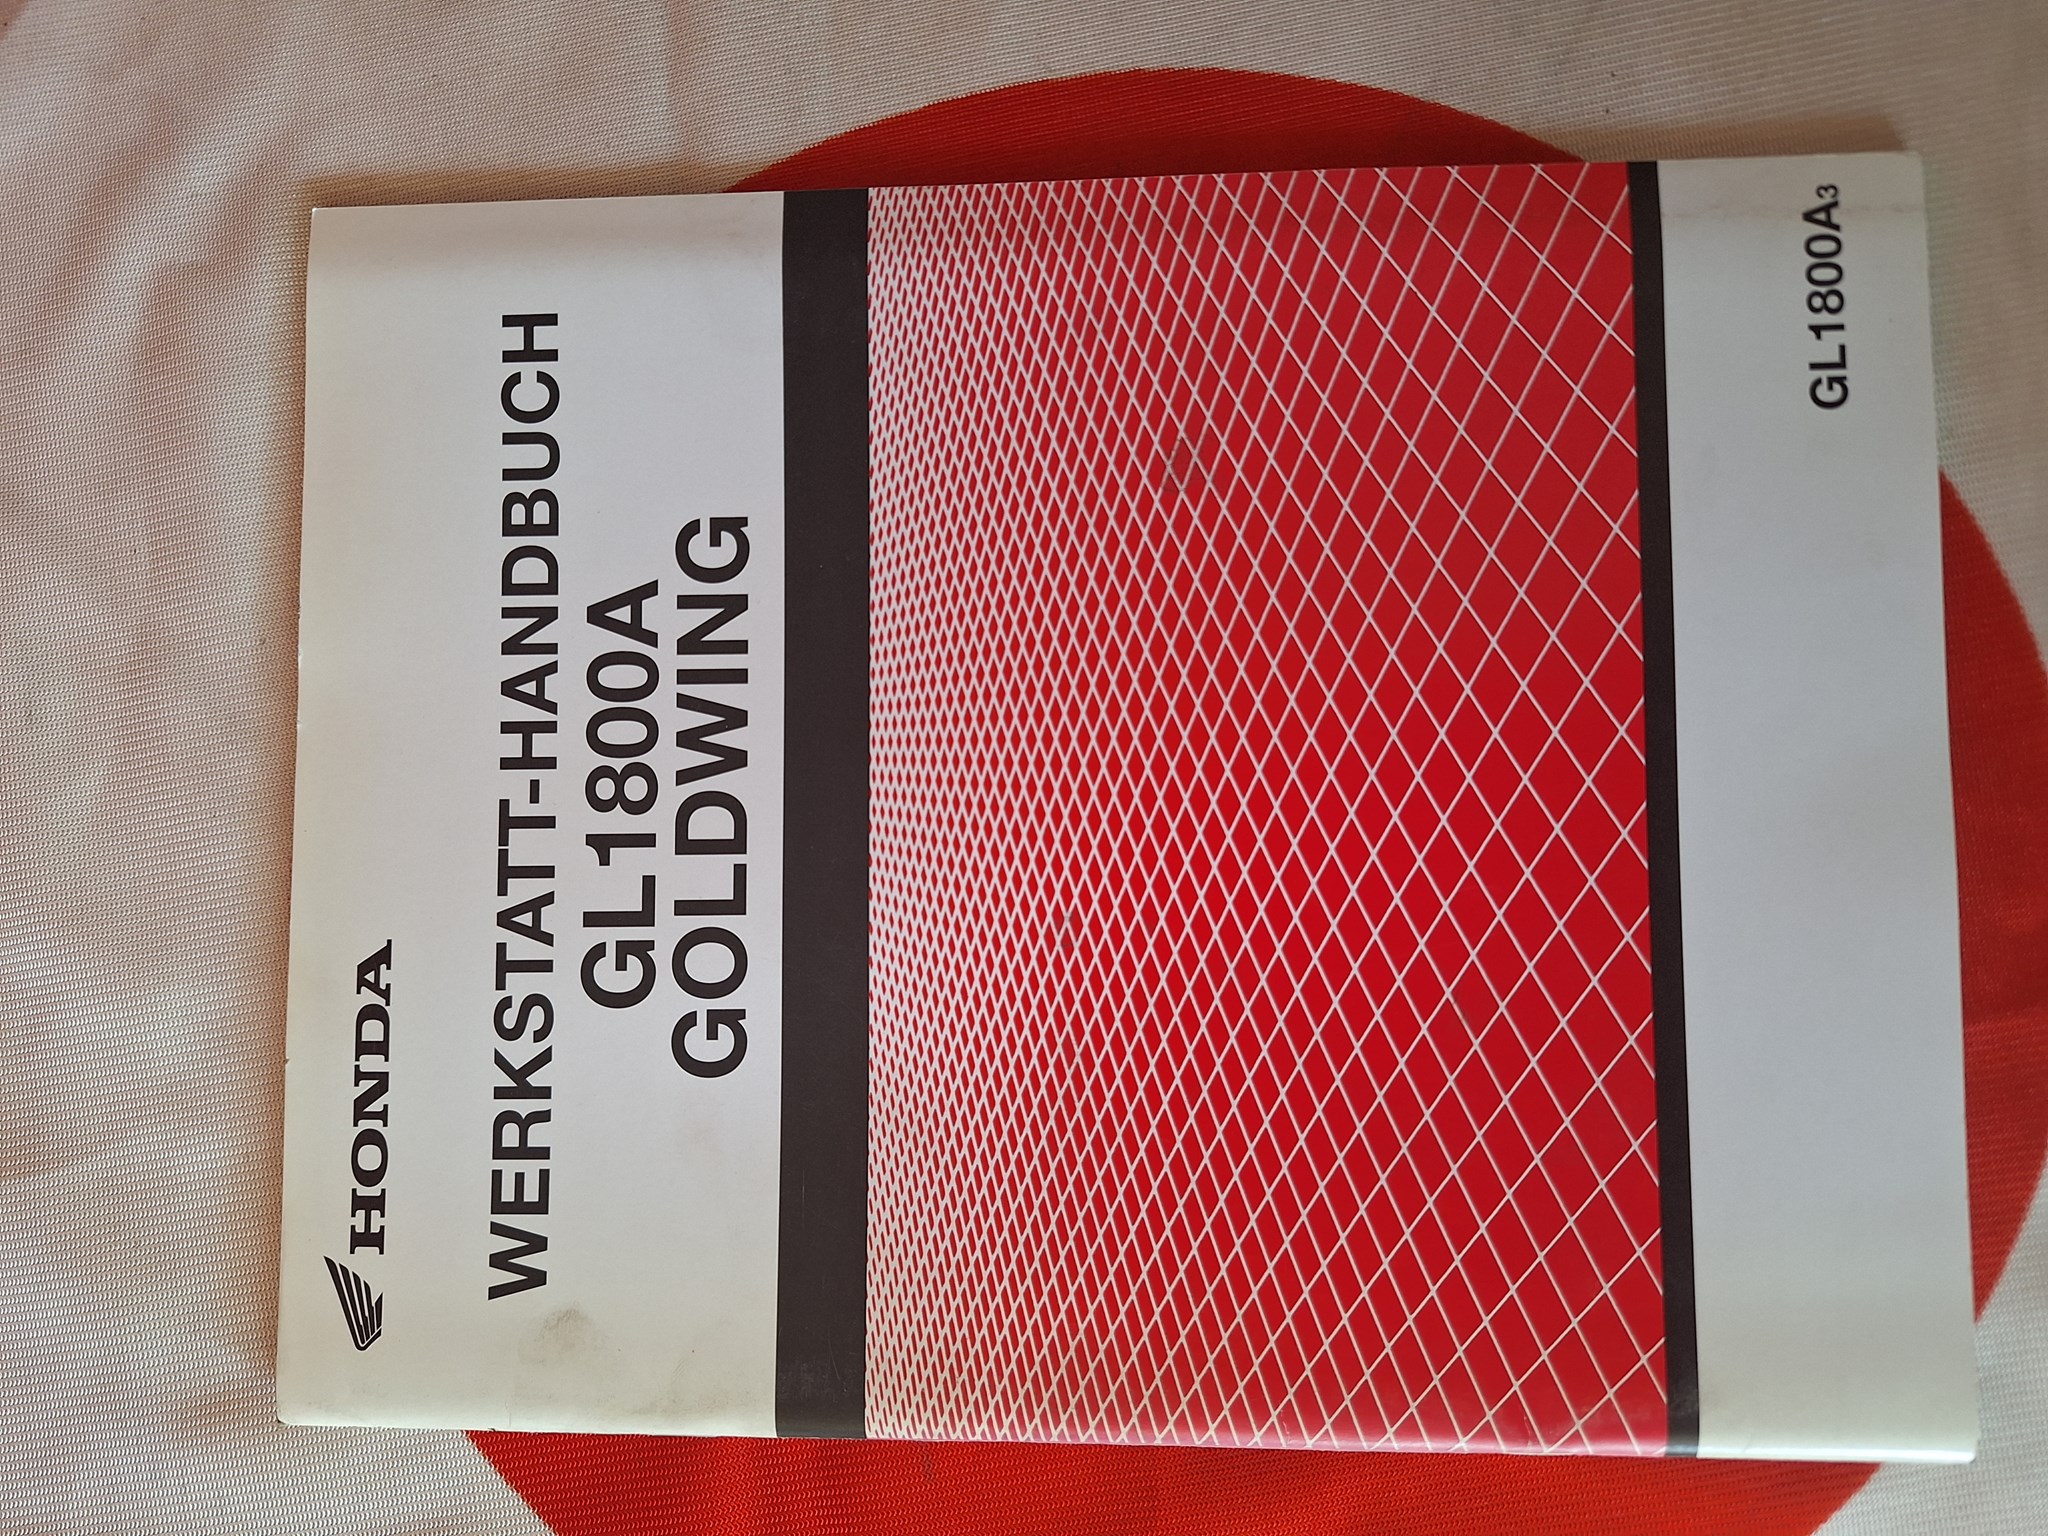 HONDA
WERKSTATT-HANDBUCH
GL1800A
GOLDWING
GL1800A3